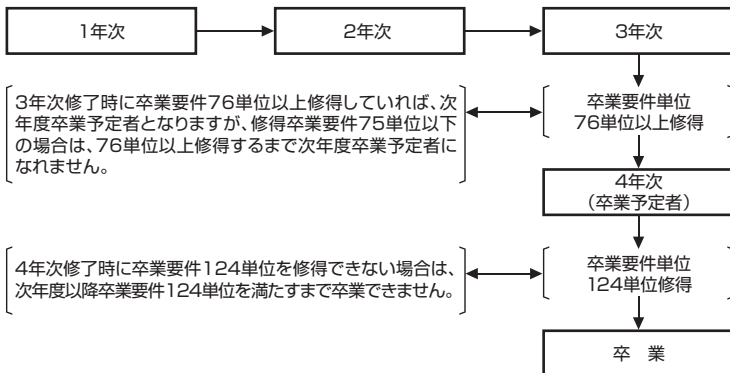 1年次
2年次
3年次
3年次修了時に卒業要件76単位以上修得していれば、次
年度卒業予定者となりますが、修得卒業要件75単位以下
の場合は、76単位以上修得するまで次年度卒業予定者に
なれません。
卒業要件単位
76単位以上修得
4年次
（卒業予定者）
4年次修了時に卒業要件124単位を修得できない場合は、
次年度以降卒業要件124単位を満たすまで卒業できません。
卒業要件単位
124単位修得
卒　業